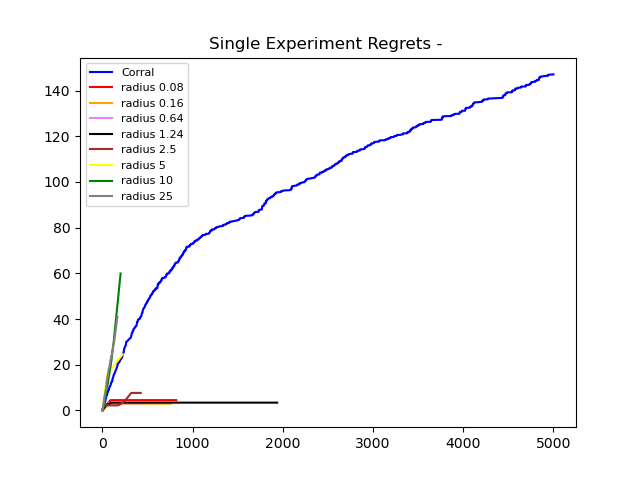 Single Experiment Regrets -
Corral
radius 0.08
radius 0.16
radius 0.64
radius 1.24
radius 2.5
radius 5
radius 10
radius 25
140
120
100
80
60
40
20
0
0 1000 2000 3000 4000 5000